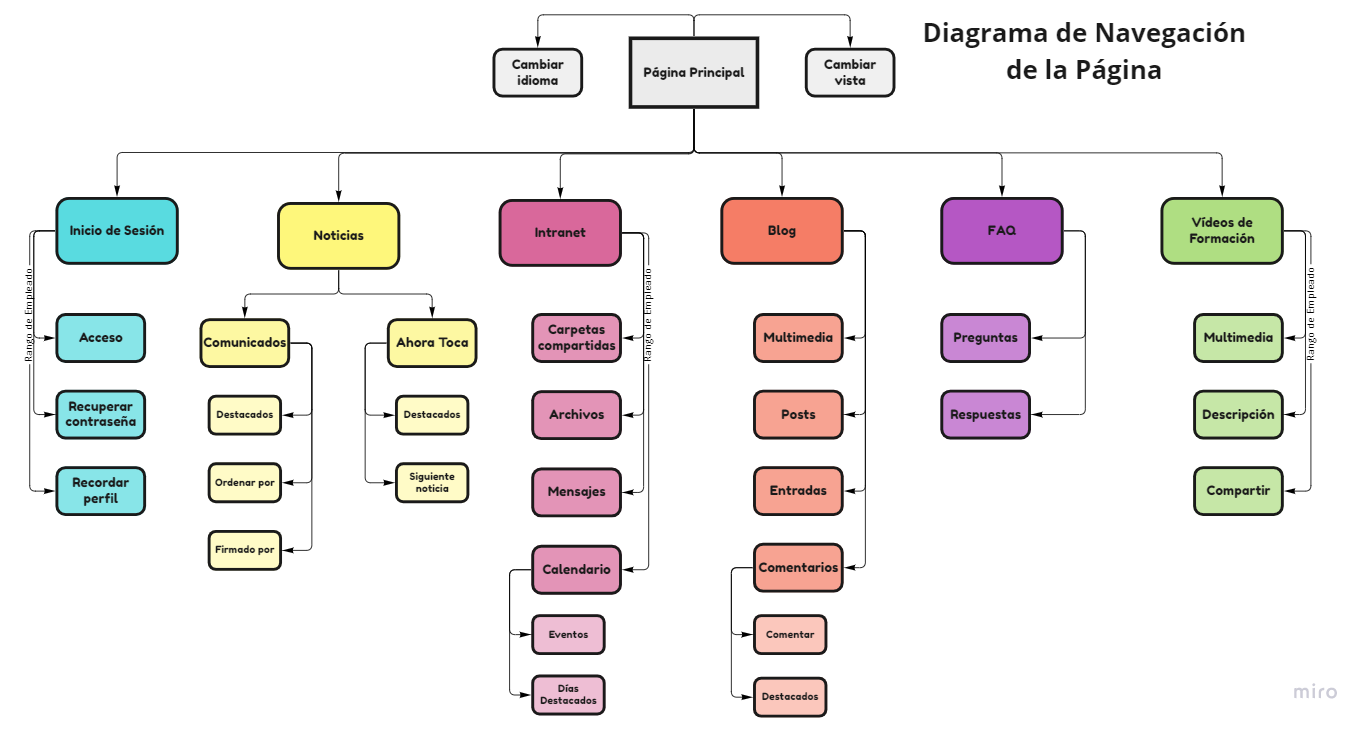 Diagrama de Navegación
de la Página
Cambiar
idioma
Página Principal
Cambiar
vista
Inicio de Sesión
Noticias
Intranet
Blog
FAQ
Vídeos de
Formación
Rango de Empleado
Acceso
Recuperar
contraseña
Recordar
perfil
Comunicados
Destacados
Ordenar por
Firmado por
Ahora Toca
Destacados
Siguiente
noticia
Rango de Empleado
Carpetas
compartidas
Archivos
Mensajes
Calendario
Eventos
Días
Destacados
Multimedia
Posts
Entradas
Comentarios
Comentar
Destacados
Preguntas
Respuestas
Rango de Empleado
Multimedia
Descripción
Compartir
miro